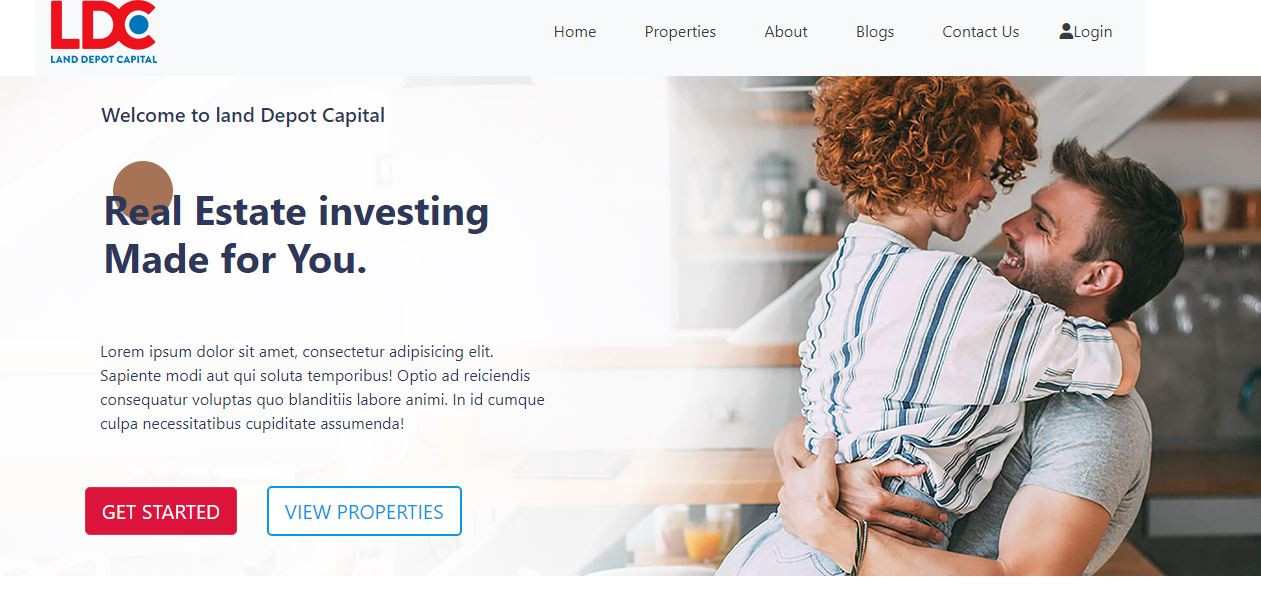 LDC
LAND DEPOT CAPITAL
Home Properties About Blogs Contact Us Login
Welcome to land Depot Capital
Real Estate investing
Made for You.
Lorem ipsum dolor sit amet, consectetur adipisicing elit.
Sapiente modi aut qui soluta temporibus! Optio ad reiciendis
consequatur voluptas quo blanditiis labore animi. In id cumque
culpa necessitatibus cupiditate assumenda!
GET STARTED VIEW PROPERTIES